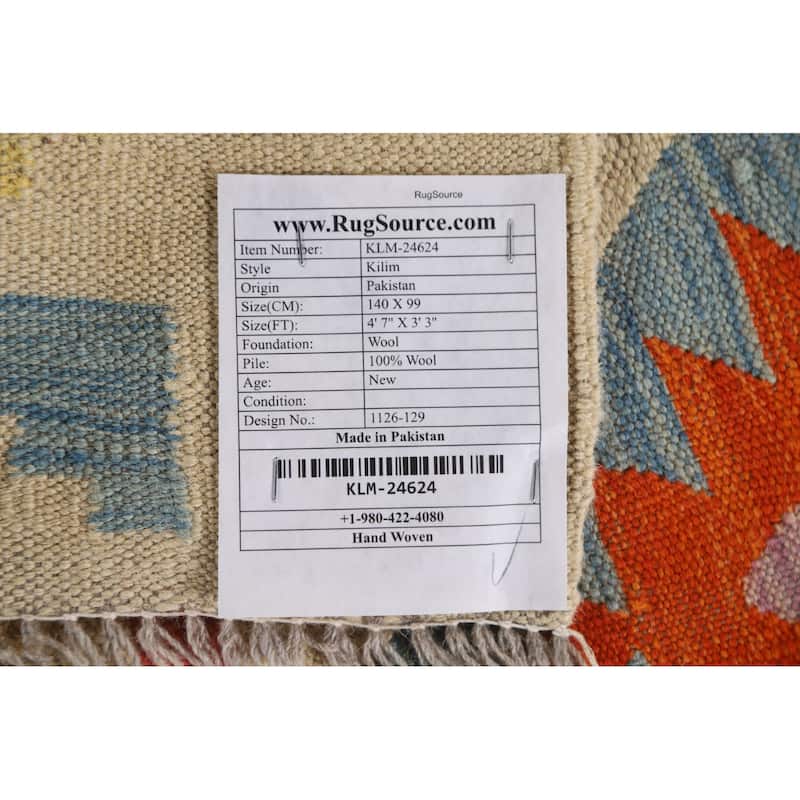 RugSource
www.RugSource.com
Item Number: KLM-24624
Style Kilim
Origin Pakistan
Size(CM): 140 X 99
Size(FT): 4' 7" X 3' 3"
Foundation: Wool
Pile: 100% Wool
Age: New
Condition:
Design No.: 1126-129
Made in Pakistan
KLM-24624
+1-980-422-4080
Hand Woven